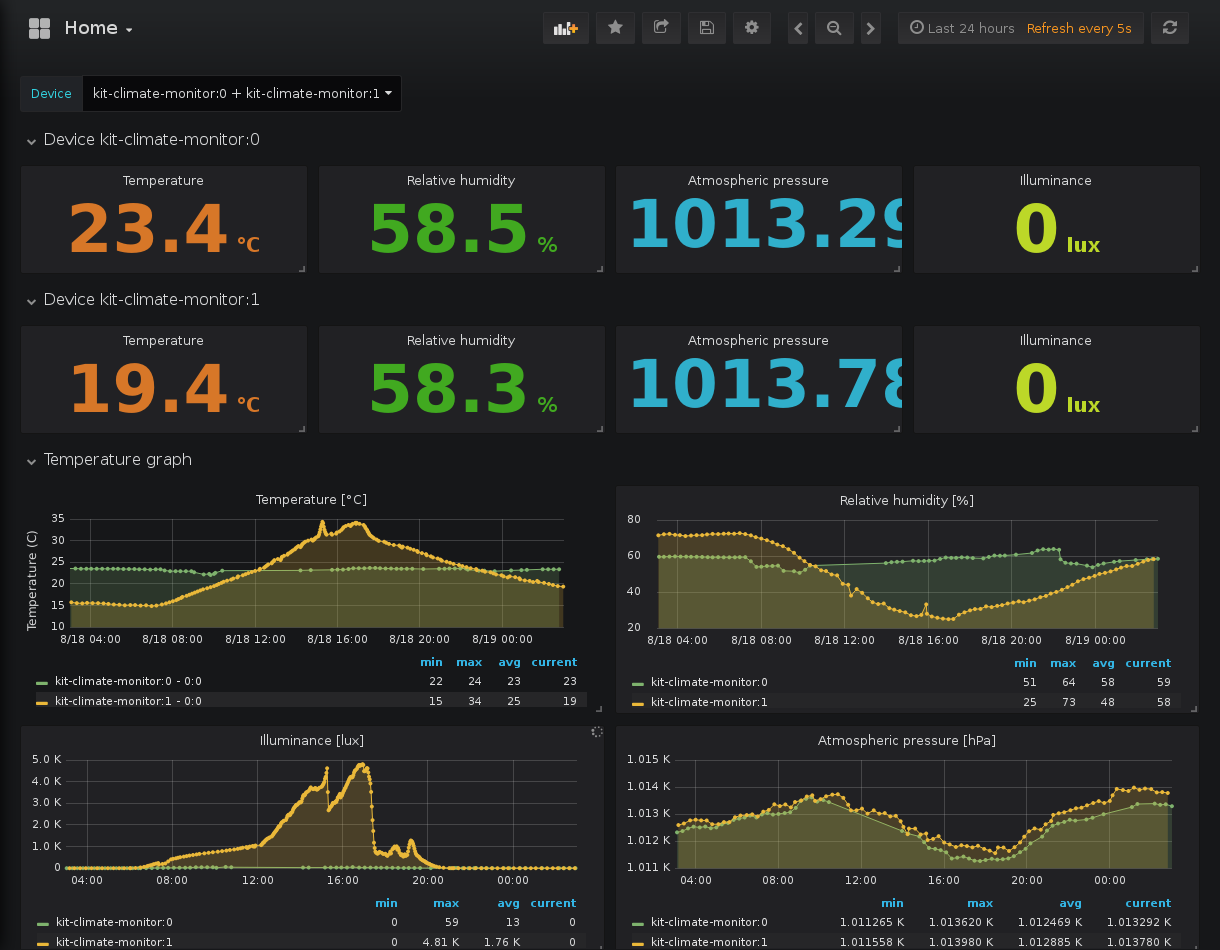 Home
Last 24 hours Refresh every 5s
Device kit-climate-monitor:0 + kit-climate-monitor:1
Device kit-climate-monitor:0
Temperature Relative humidity Atmospheric pressure Illuminance
23.4 °C 58.5 % 1013.29 0 lux
Device kit-climate-monitor:1
Temperature Relative humidity Atmospheric pressure Illuminance
19.4 °C 58.3 % 1013.78 0 lux
Temperature graph
Temperature [°C]
Temperature (C)
35
30
25
20
15
10
8/18 04:00 8/18 08:00 8/18 12:00 8/18 16:00 8/18 20:00 8/19 00:00
min max avg current
kit-climate-monitor:0 - 0:0 22 24 23 23
kit-climate-monitor:1 - 0:0 15 34 25 19
Relative humidity [%]
80
60
40
20
8/18 04:00 8/18 08:00 8/18 12:00 8/18 16:00 8/18 20:00 8/19 00:00
min max avg current
kit-climate-monitor:0 51 64 58 59
kit-climate-monitor:1 25 73 48 58
Illuminance [lux]
5.0 K
4.0 K
3.0 K
2.0 K
1.0 K
0
04:00 08:00 12:00 16:00 20:00 00:00
min max avg current
kit-climate-monitor:0 0 59 13 0
kit-climate-monitor:1 0 4.81 K 1.76 K 0
Atmospheric pressure [hPa]
1.015 K
1.014 K
1.013 K
1.012 K
1.011 K
04:00 08:00 12:00 16:00 20:00 00:00
min max avg current
kit-climate-monitor:0 1.011265 K 1.013620 K 1.012469 K 1.013292 K
kit-climate-monitor:1 1.011558 K 1.013980 K 1.012885 K 1.013780 K